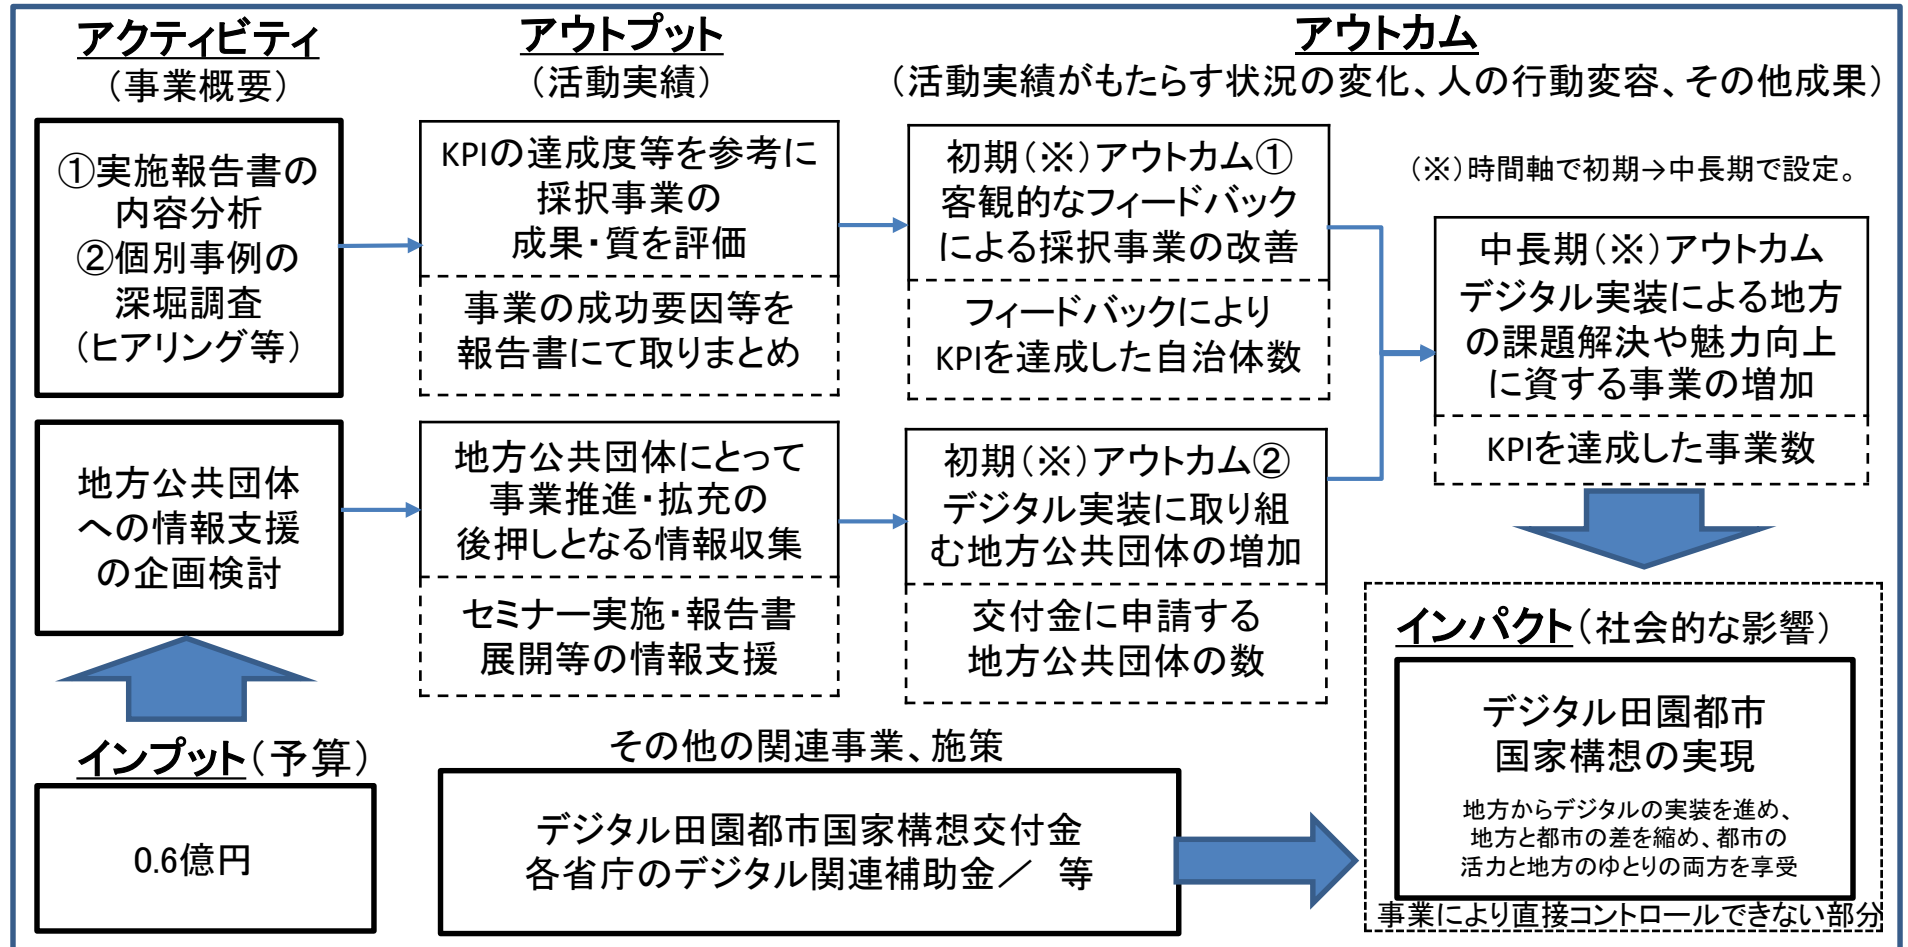 アクティビティ
（事業概要）
①実施報告書の
内容分析
②個別事例の
深堀調査
（ヒアリング等）
地方公共団体
への情報支援
の企画検討
インプット（予算）
0.6億円
アウトプット
（活動実績）
KPIの達成度等を参考に
採択事業の
成果・質を評価
事業の成功要因等を
報告書にて取りまとめ
地方公共団体にとって
事業推進・拡充の
後押しとなる情報収集
セミナー実施・報告書
展開等の情報支援
アウトカム
（活動実績がもたらす状況の変化、人の行動変容、その他成果）
初期（※）アウトカム①
客観的なフィードバック
による採択事業の改善
フィードバックにより
KPIを達成した自治体数
初期（※）アウトカム②
デジタル実装に取り組
む地方公共団体の増加
交付金に申請する
地方公共団体の数
（※）時間軸で初期→中長期で設定。
中長期（※）アウトカム
デジタル実装による地方
の課題解決や魅力向上
に資する事業の増加
KPIを達成した事業数
その他の関連事業、施策
デジタル田園都市国家構想交付金
各省庁のデジタル関連補助金／　等
インパクト（社会的な影響）
デジタル田園都市
国家構想の実現
地方からデジタルの実装を進め、
地方と都市の差を縮め、都市の
活力と地方のゆとりの両方を享受
事業により直接コントロールできない部分